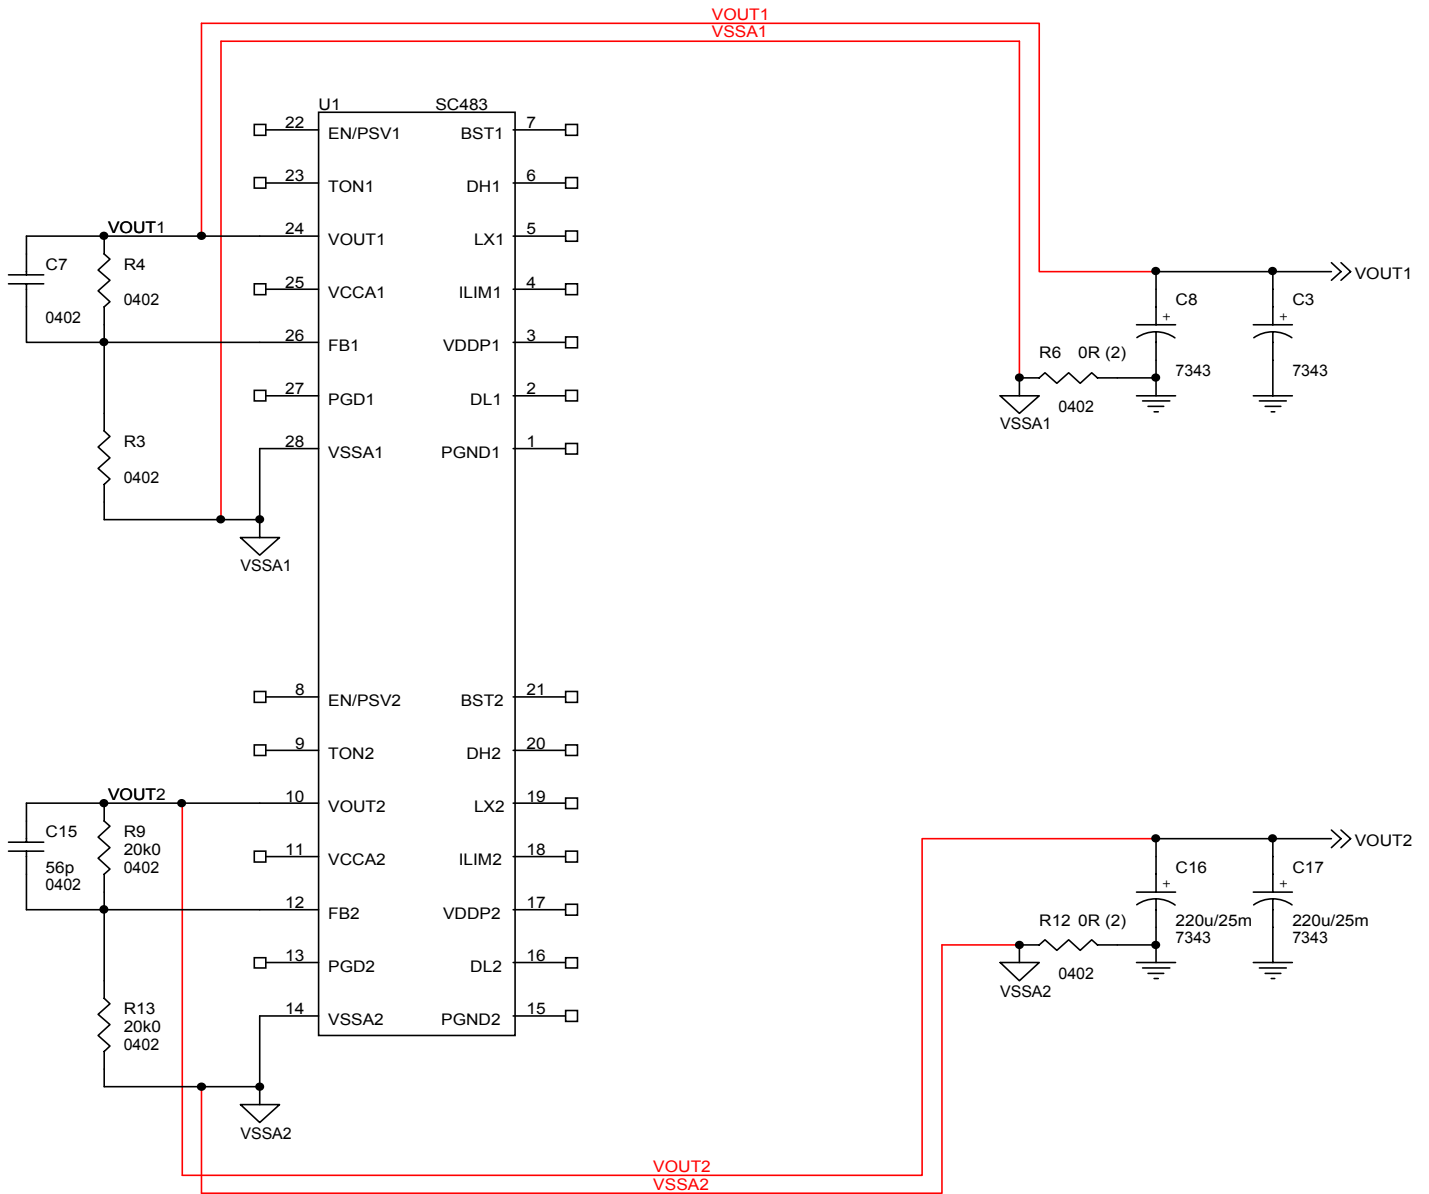 VOUT1
VSSA1
U1 SC483
22 EN/PSV1 BST1 7
23 TON1 DH1 6
VOUT1 24 VOUT1 LX1 5
C7 R4
0402
0402
25 VCCA1 ILIM1 4
26 FB1 VDDP1 3
27 PGD1 DL1 2
R3
0402
28 VSSA1 PGND1 1
VSSA1
VOUT1
C8 C3
+ +
7343 7343
R6 0R (2)
0402
VSSA1
8 EN/PSV2 BST2 21
9 TON2 DH2 20
VOUT2 10 VOUT2 LX2 19
C15 R9
20k0
56p 0402
0402
11 VCCA2 ILIM2 18
12 FB2 VDDP2 17
13 PGD2 DL2 16
R13
20k0
0402
14 VSSA2 PGND2 15
VSSA2
VOUT2
C16 C17
+ +
220u/25m 220u/25m
7343 7343
R12 0R (2)
0402
VSSA2
VOUT2
VSSA2